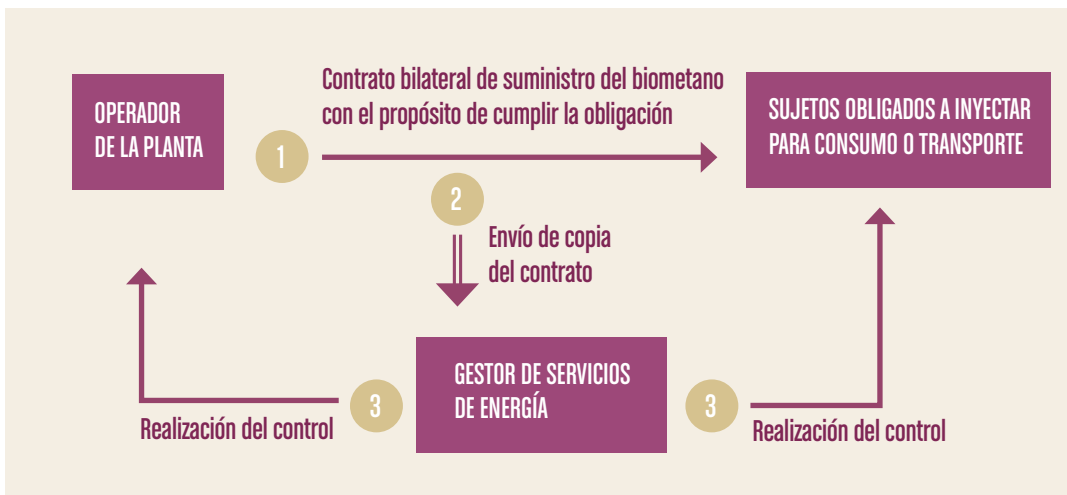 OPERADOR
DE LA PLANTA
1
Contrato bilateral de suministro del biometano
con el propósito de cumplir la obligación
SUJETOS OBLIGADOS A INYECTAR
PARA CONSUMO O TRANSPORTE
2
Envío de copia
del contrato
GESTOR DE SERVICIOS
DE ENERGÍA
3
Realización del control
3
Realización del control